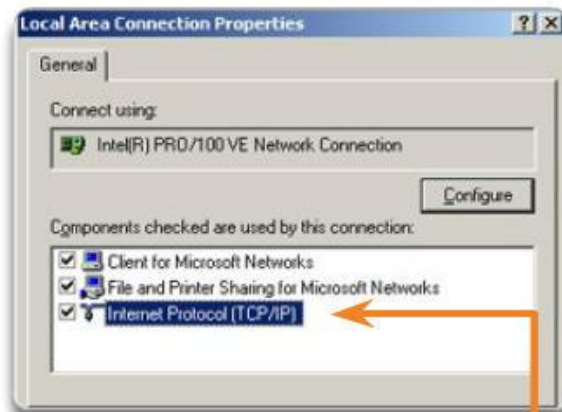 Local Area Connection Properties
General
Connect using:
Intel(R) PRO/100 VE Network Connection
Configure
Components checked are used by this connection:
Client for Microsoft Networks
File and Printer Sharing for Microsoft Networks
Internet Protocol (TCP/IP)